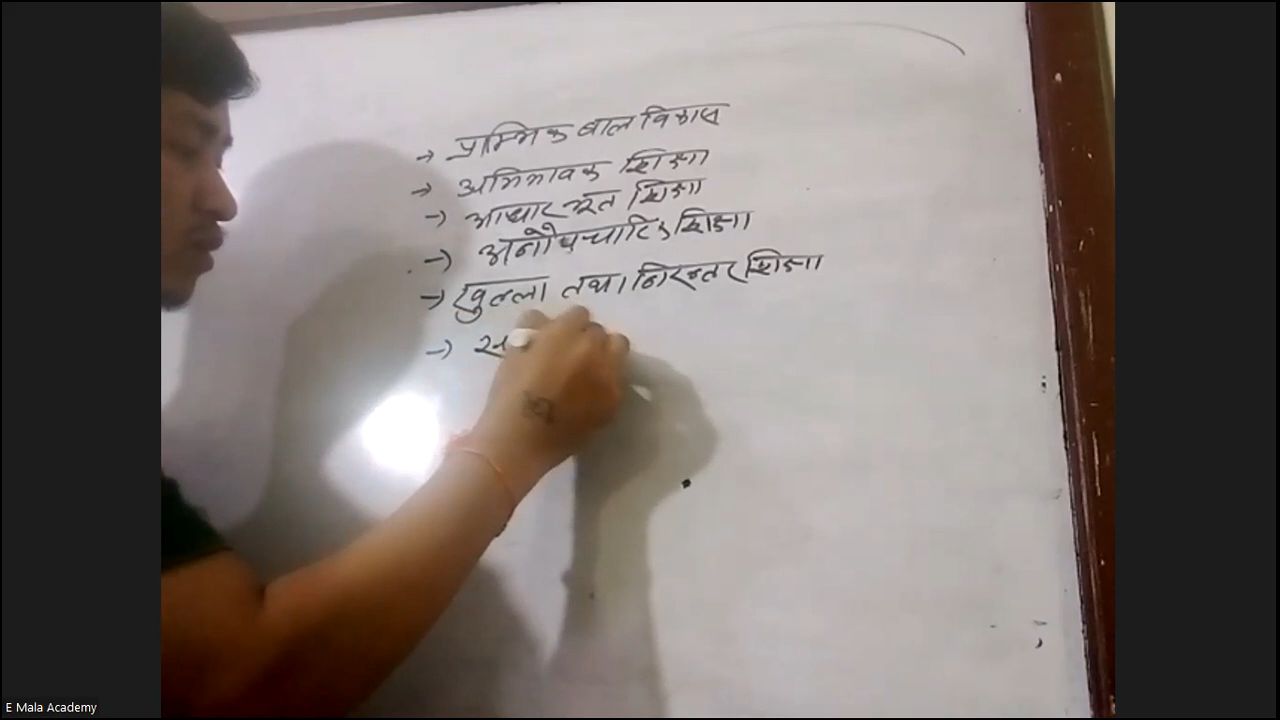 → प्राम्भिक बाल विकास
→ अभिभावक शिक्षा
→ आधारभूत शिक्षा
→ अनौपचारिक शिक्षा
→ खुल्ला तथा निरन्तर शिक्षा
→
E Mala Academy